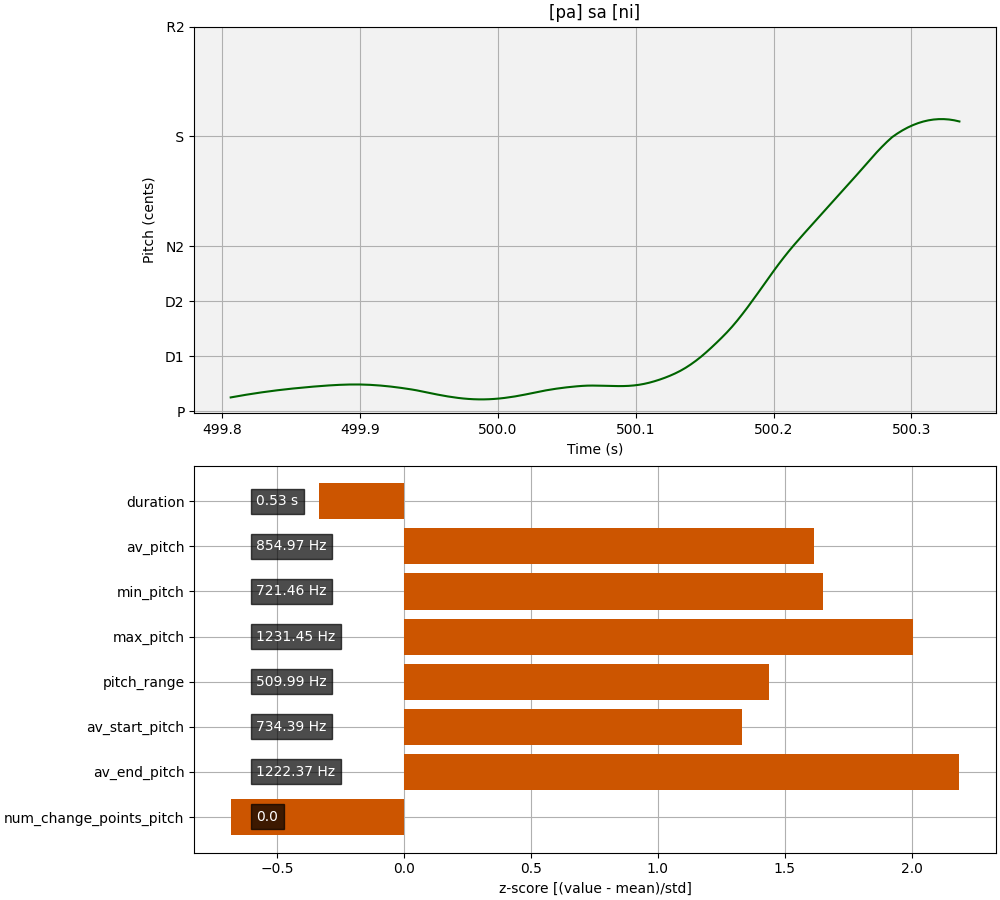 [pa] sa [ni]
R2
S
N2
D2
D1
P
Pitch (cents)
499.8 499.9 500.0 500.1 500.2 500.3
Time (s)
duration 0.53 s
av_pitch 854.97 Hz
min_pitch 721.46 Hz
max_pitch 1231.45 Hz
pitch_range 509.99 Hz
av_start_pitch 734.39 Hz
av_end_pitch 1222.37 Hz
num_change_points_pitch 0.0
−0.5 0.0 0.5 1.0 1.5 2.0
z-score [(value - mean)/std]